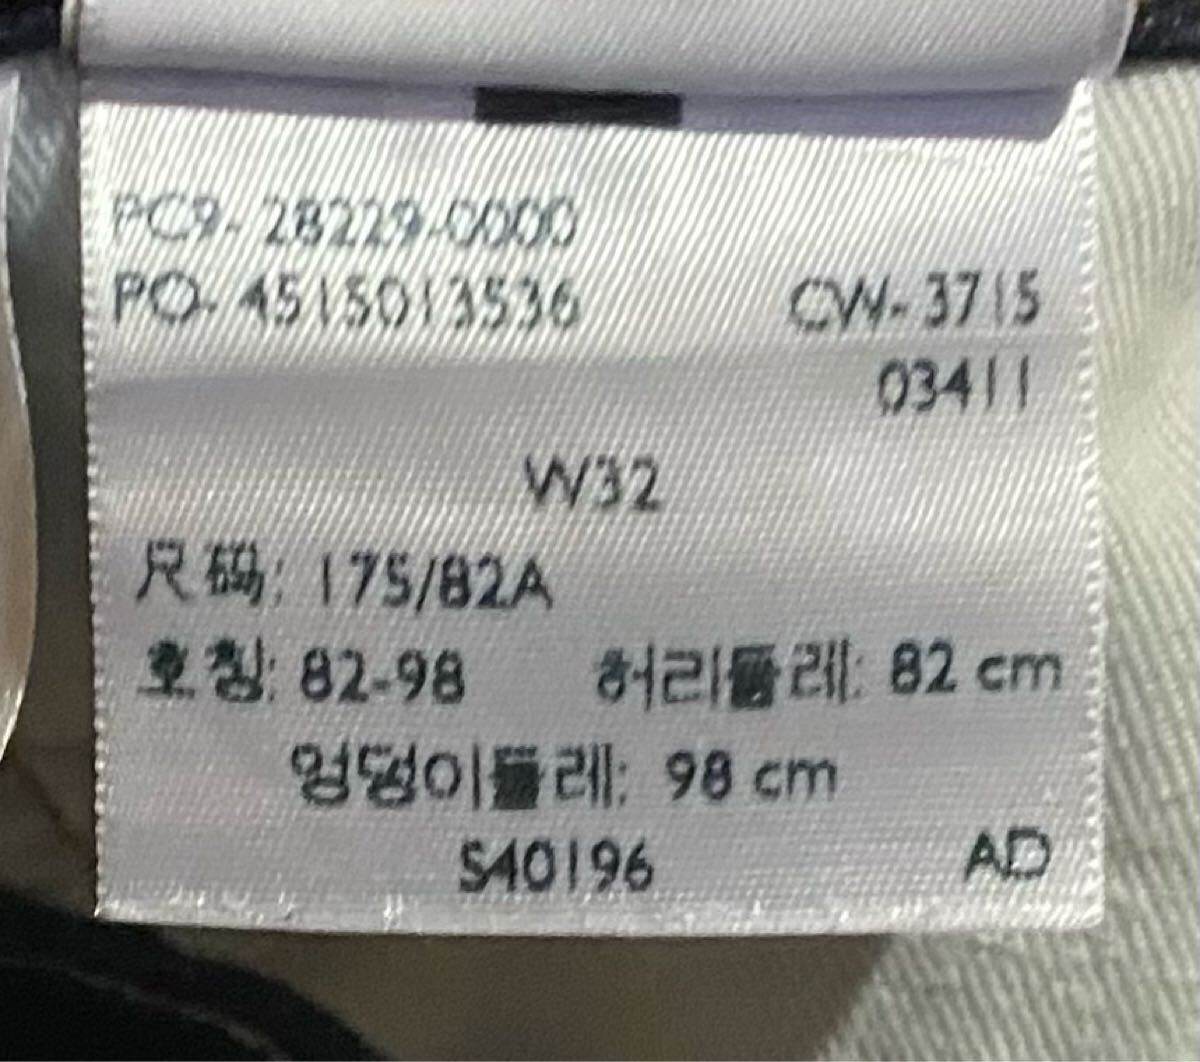 PC9- 28229-0000
PO- 4515013536 CW- 3715
03411
W32
尺码: 175/82A
호칭: 82-98 허리둘레: 82 cm
엉덩이둘레: 98 cm
S40196 AD